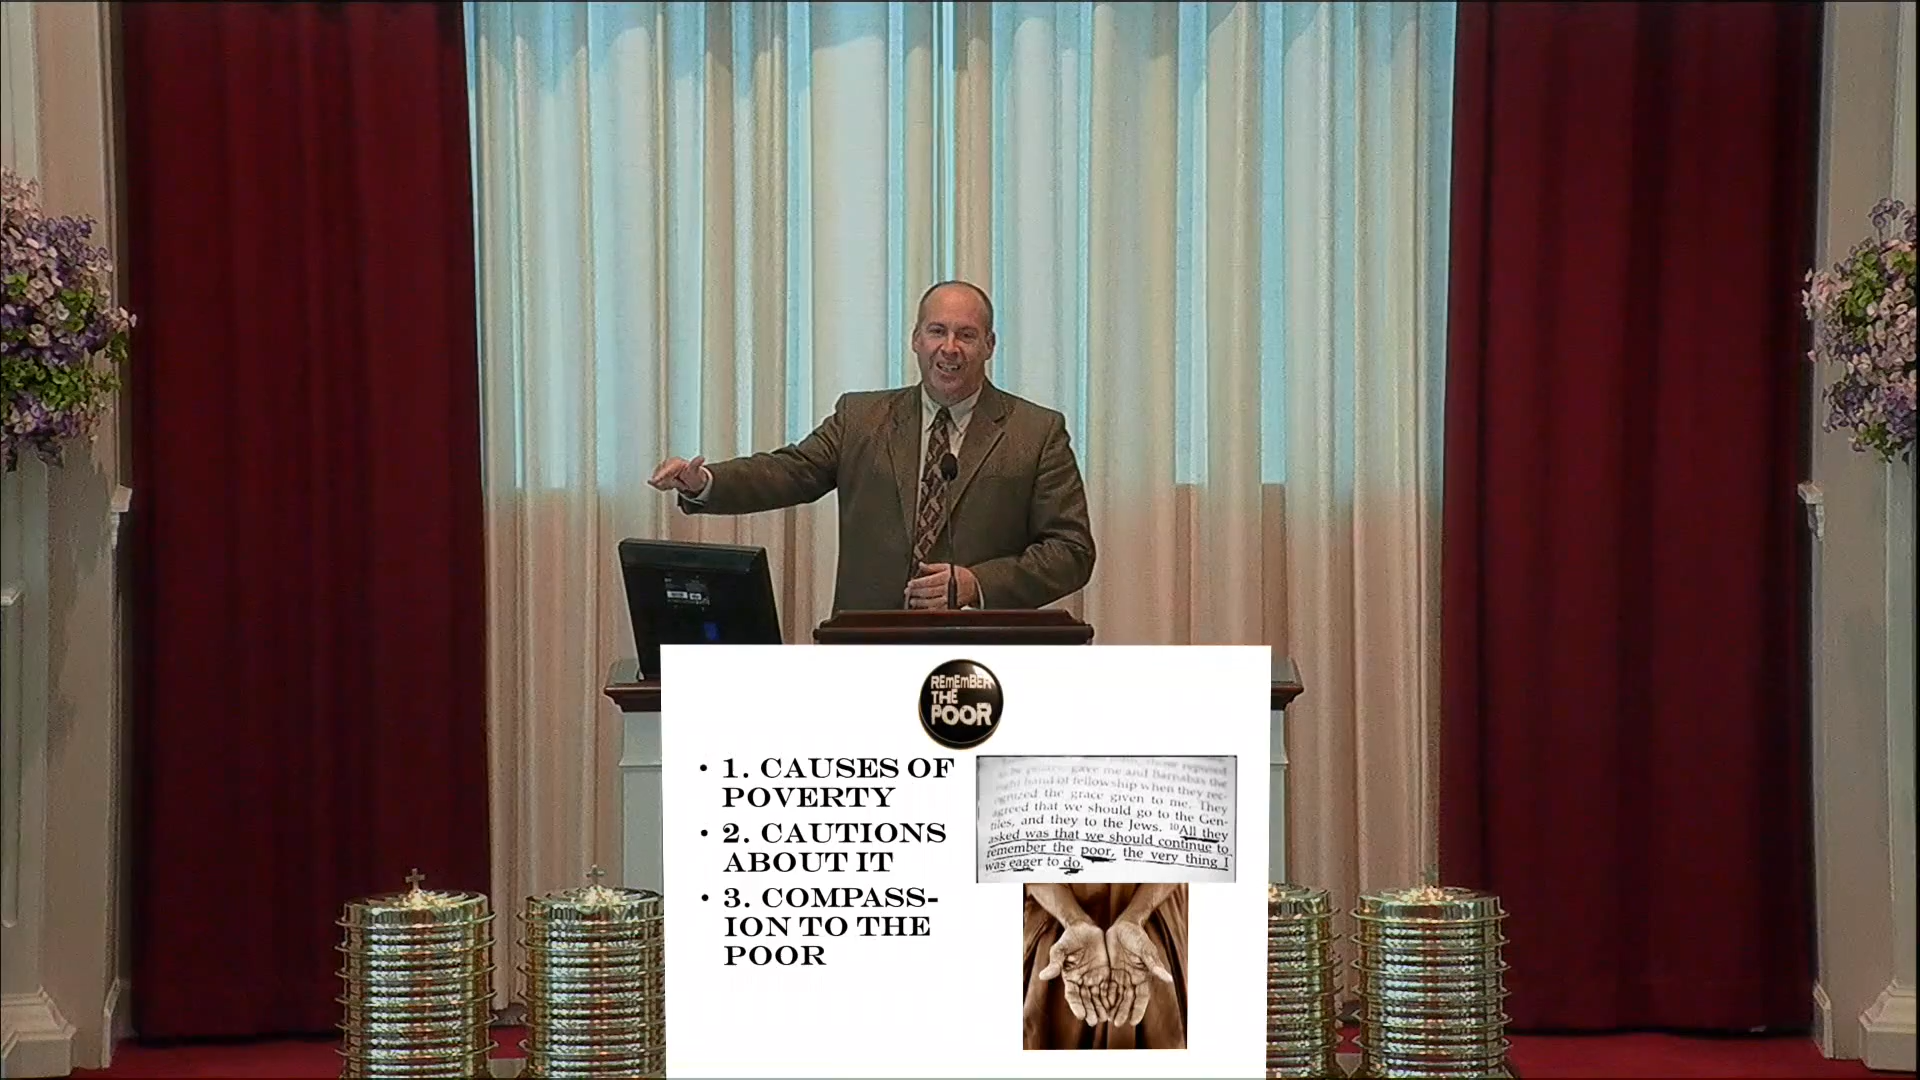 REMEMBER
THE
POOR
• 1. CAUSES OF
POVERTY
• 2. CAUTIONS
ABOUT IT
• 3. COMPASS-
ION TO THE
POOR
gave me and Barnabas the
hand of fellowship when they rec-
ognized the grace given to me. They
agreed that we should go to the Gen-
tiles, and they to the Jews. ¹⁰All they
asked was that we should continue to
remember the poor, the very thing I
was eager to do.